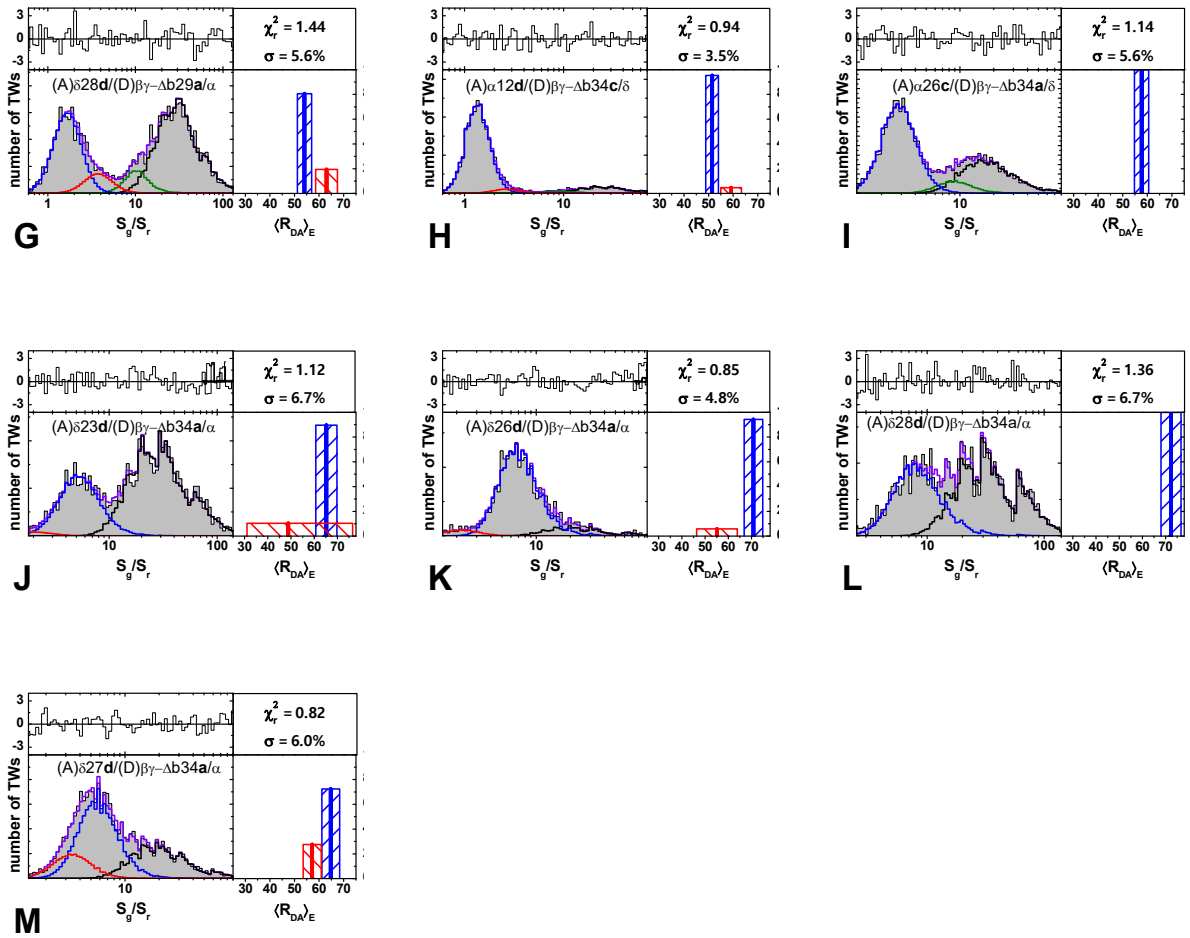 3
0
-3
χ²r = 1.44
σ = 5.6%
number of TWs
(A)δ28d/(D)βγ–Δb29a/α
1 10 100
30 40 50 60 70
Sg/Sr
⟨RDA⟩E
G
3
0
-3
χ²r = 0.94
σ = 3.5%
number of TWs
(A)α12d/(D)βγ–Δb34c/δ
1 10
30 40 50 60 70
Sg/Sr
⟨RDA⟩E
H
3
0
-3
χ²r = 1.14
σ = 5.6%
number of TWs
(A)α26c/(D)βγ–Δb34a/δ
10
30 40 50 60 70
Sg/Sr
⟨RDA⟩E
I
3
0
-3
χ²r = 1.12
σ = 6.7%
number of TWs
(A)δ23d/(D)βγ–Δb34a/α
10 100
30 40 50 60 70
Sg/Sr
⟨RDA⟩E
J
3
0
-3
χ²r = 0.85
σ = 4.8%
number of TWs
(A)δ26d/(D)βγ–Δb34a/α
10
30 40 50 60 70
Sg/Sr
⟨RDA⟩E
K
3
0
-3
χ²r = 1.36
σ = 6.7%
number of TWs
(A)δ28d/(D)βγ–Δb34a/α
10 100
30 40 50 60 70
Sg/Sr
⟨RDA⟩E
L
3
0
-3
χ²r = 0.82
σ = 6.0%
number of TWs
(A)δ27d/(D)βγ–Δb34a/α
10
30 40 50 60 70
Sg/Sr
⟨RDA⟩E
M